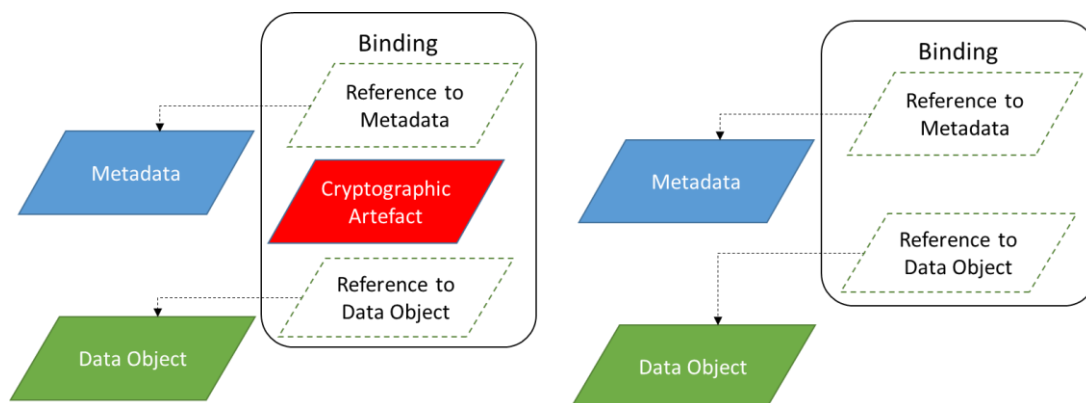 Binding
Reference to
Metadata
Metadata
Cryptographic
Artefact
Reference to
Data Object
Data Object
Binding
Reference to
Metadata
Metadata
Reference to
Data Object
Data Object